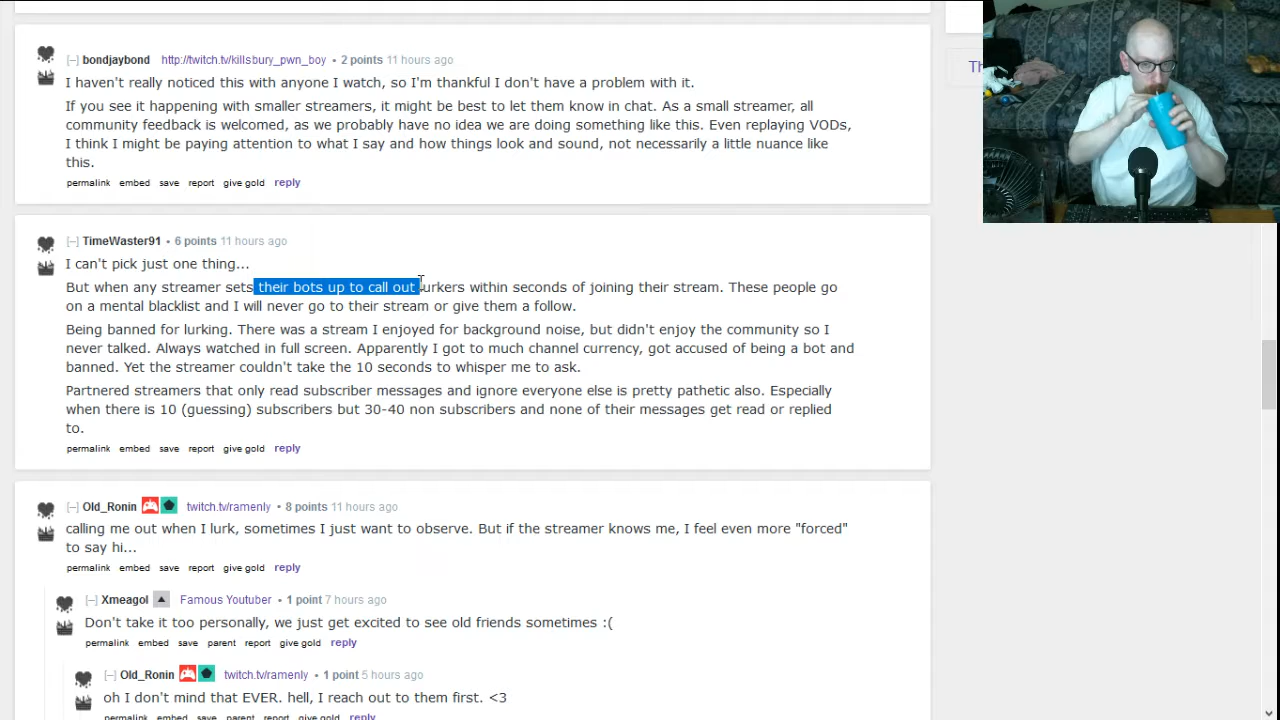 [–] bondjaybond http://twitch.tv/killsbury_pwn_boy • 2 points 11 hours ago
I haven't really noticed this with anyone I watch, so I'm thankful I don't have a problem with it.
If you see it happening with smaller streamers, it might be best to let them know in chat. As a small streamer, all
community feedback is welcomed, as we probably have no idea we are doing something like this. Even replaying VODs,
I think I might be paying attention to what I say and how things look and sound, not necessarily a little nuance like
this.
permalink embed save report give gold reply
[–] TimeWaster91 • 6 points 11 hours ago
I can't pick just one thing...
But when any streamer sets their bots up to call out lurkers within seconds of joining their stream. These people go
on a mental blacklist and I will never go to their stream or give them a follow.
Being banned for lurking. There was a stream I enjoyed for background noise, but didn't enjoy the community so I
never talked. Always watched in full screen. Apparently I got to much channel currency, got accused of being a bot and
banned. Yet the streamer couldn't take the 10 seconds to whisper me to ask.
Partnered streamers that only read subscriber messages and ignore everyone else is pretty pathetic also. Especially
when there is 10 (guessing) subscribers but 30-40 non subscribers and none of their messages get read or replied
to.
permalink embed save report give gold reply
[–] Old_Ronin twitch.tv/ramenly • 8 points 11 hours ago
calling me out when I lurk, sometimes I just want to observe. But if the streamer knows me, I feel even more "forced"
to say hi...
permalink embed save report give gold reply
[–] Xmeagol Famous Youtuber • 1 point 7 hours ago
Don't take it too personally, we just get excited to see old friends sometimes :(
permalink embed save parent report give gold reply
[–] Old_Ronin twitch.tv/ramenly • 1 point 5 hours ago
oh I don't mind that EVER. hell, I reach out to them first. <3
permalink embed save parent report give gold reply